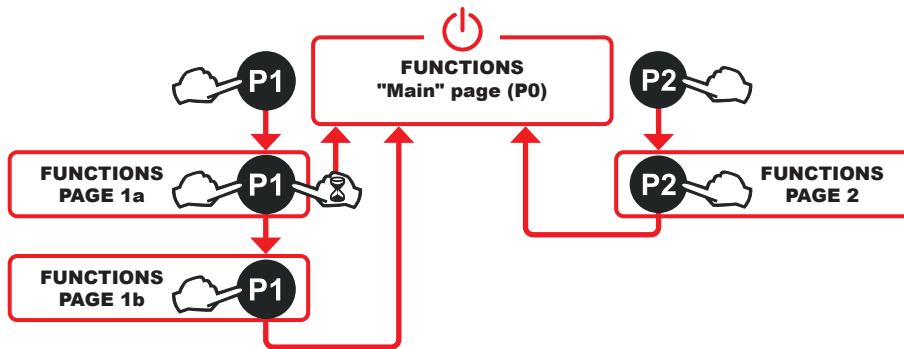 FUNCTIONS
"Main" page (P0)
P1
P2
FUNCTIONS
PAGE 1a
P1
P2
FUNCTIONS
PAGE 2
FUNCTIONS
PAGE 1b
P1